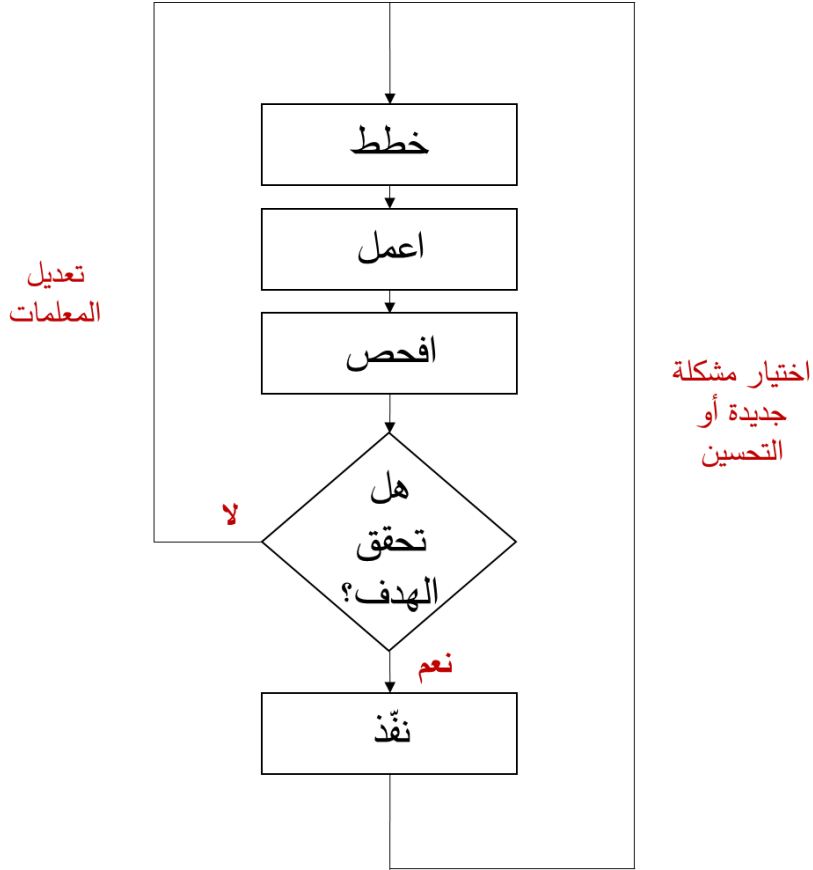 خطط
اعمل
افحص
هل
تحقق
الهدف؟
لا
نعم
نفّذ
تعديل
المعلمات
اختيار مشكلة
جديدة أو
التحسين